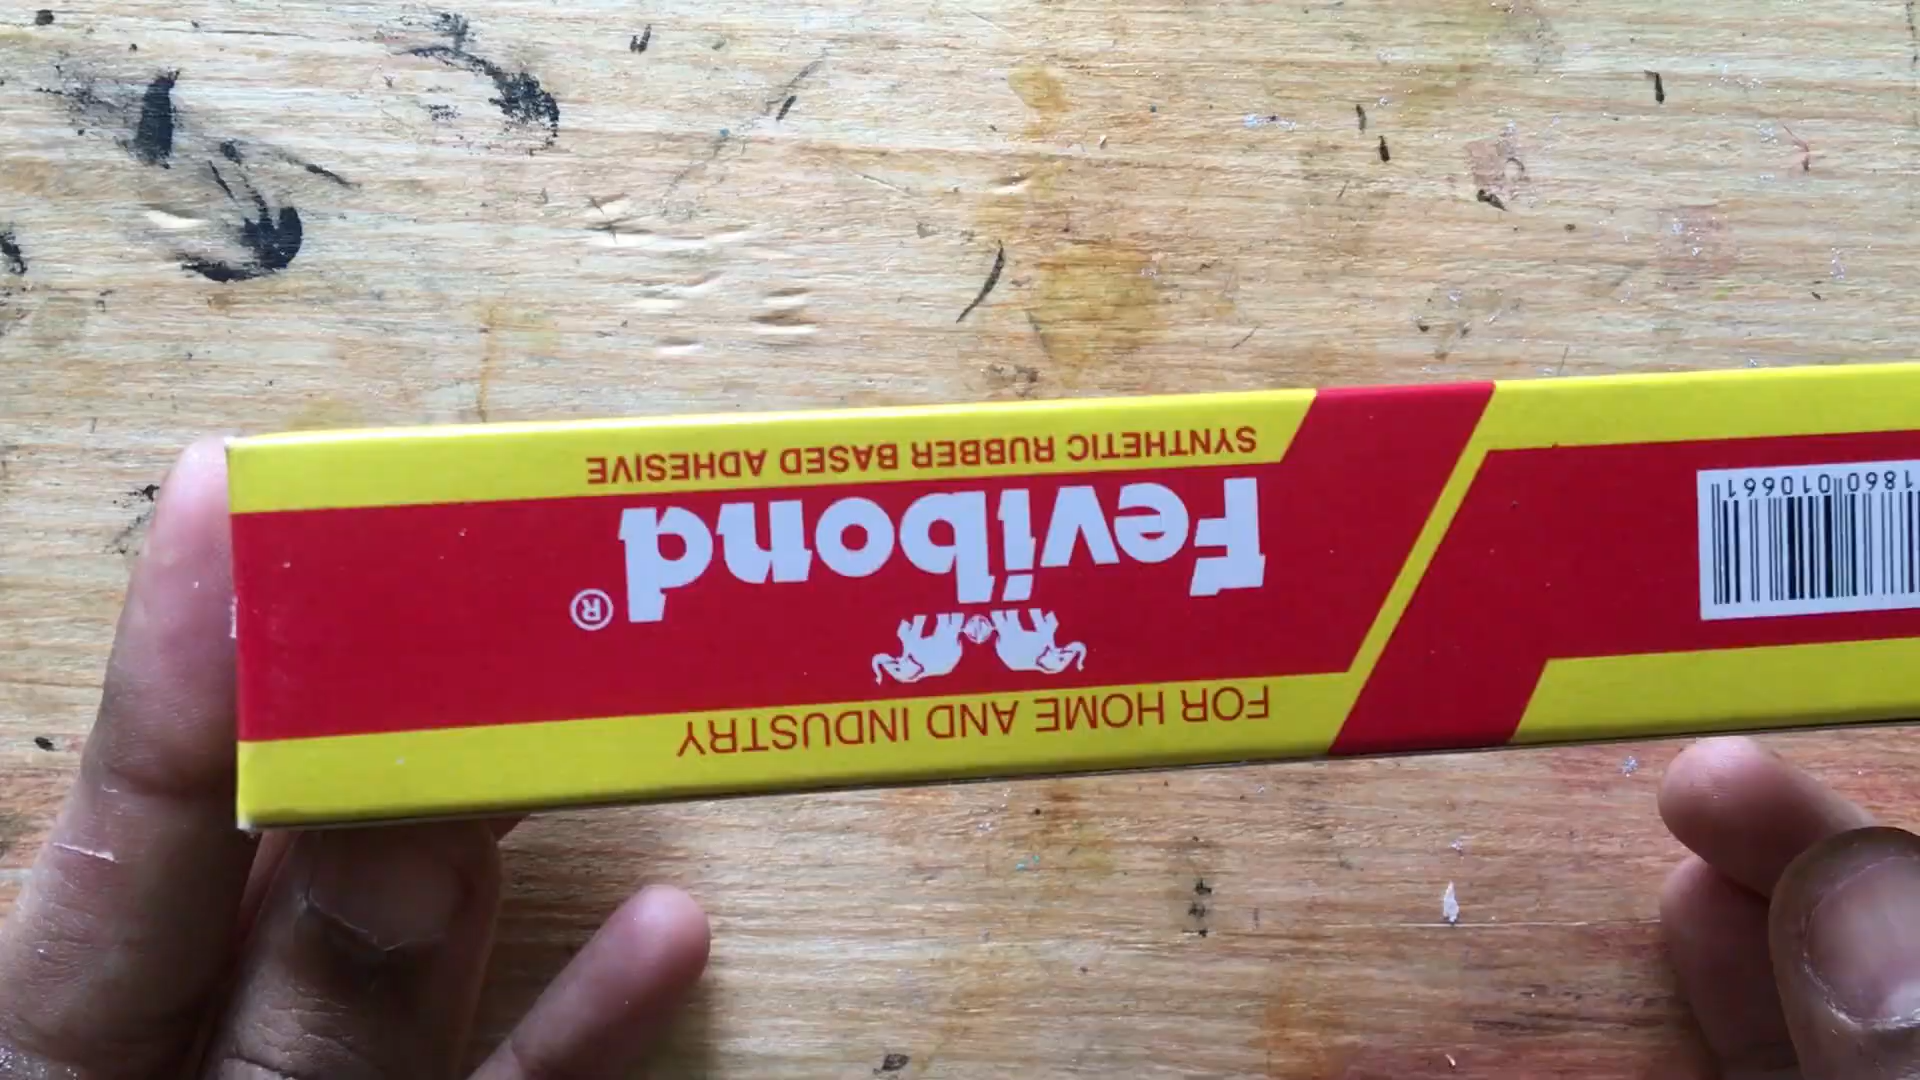 FOR HOME AND INDUSTRY
Fevibond®
SYNTHETIC RUBBER BASED ADHESIVE
1860 010661